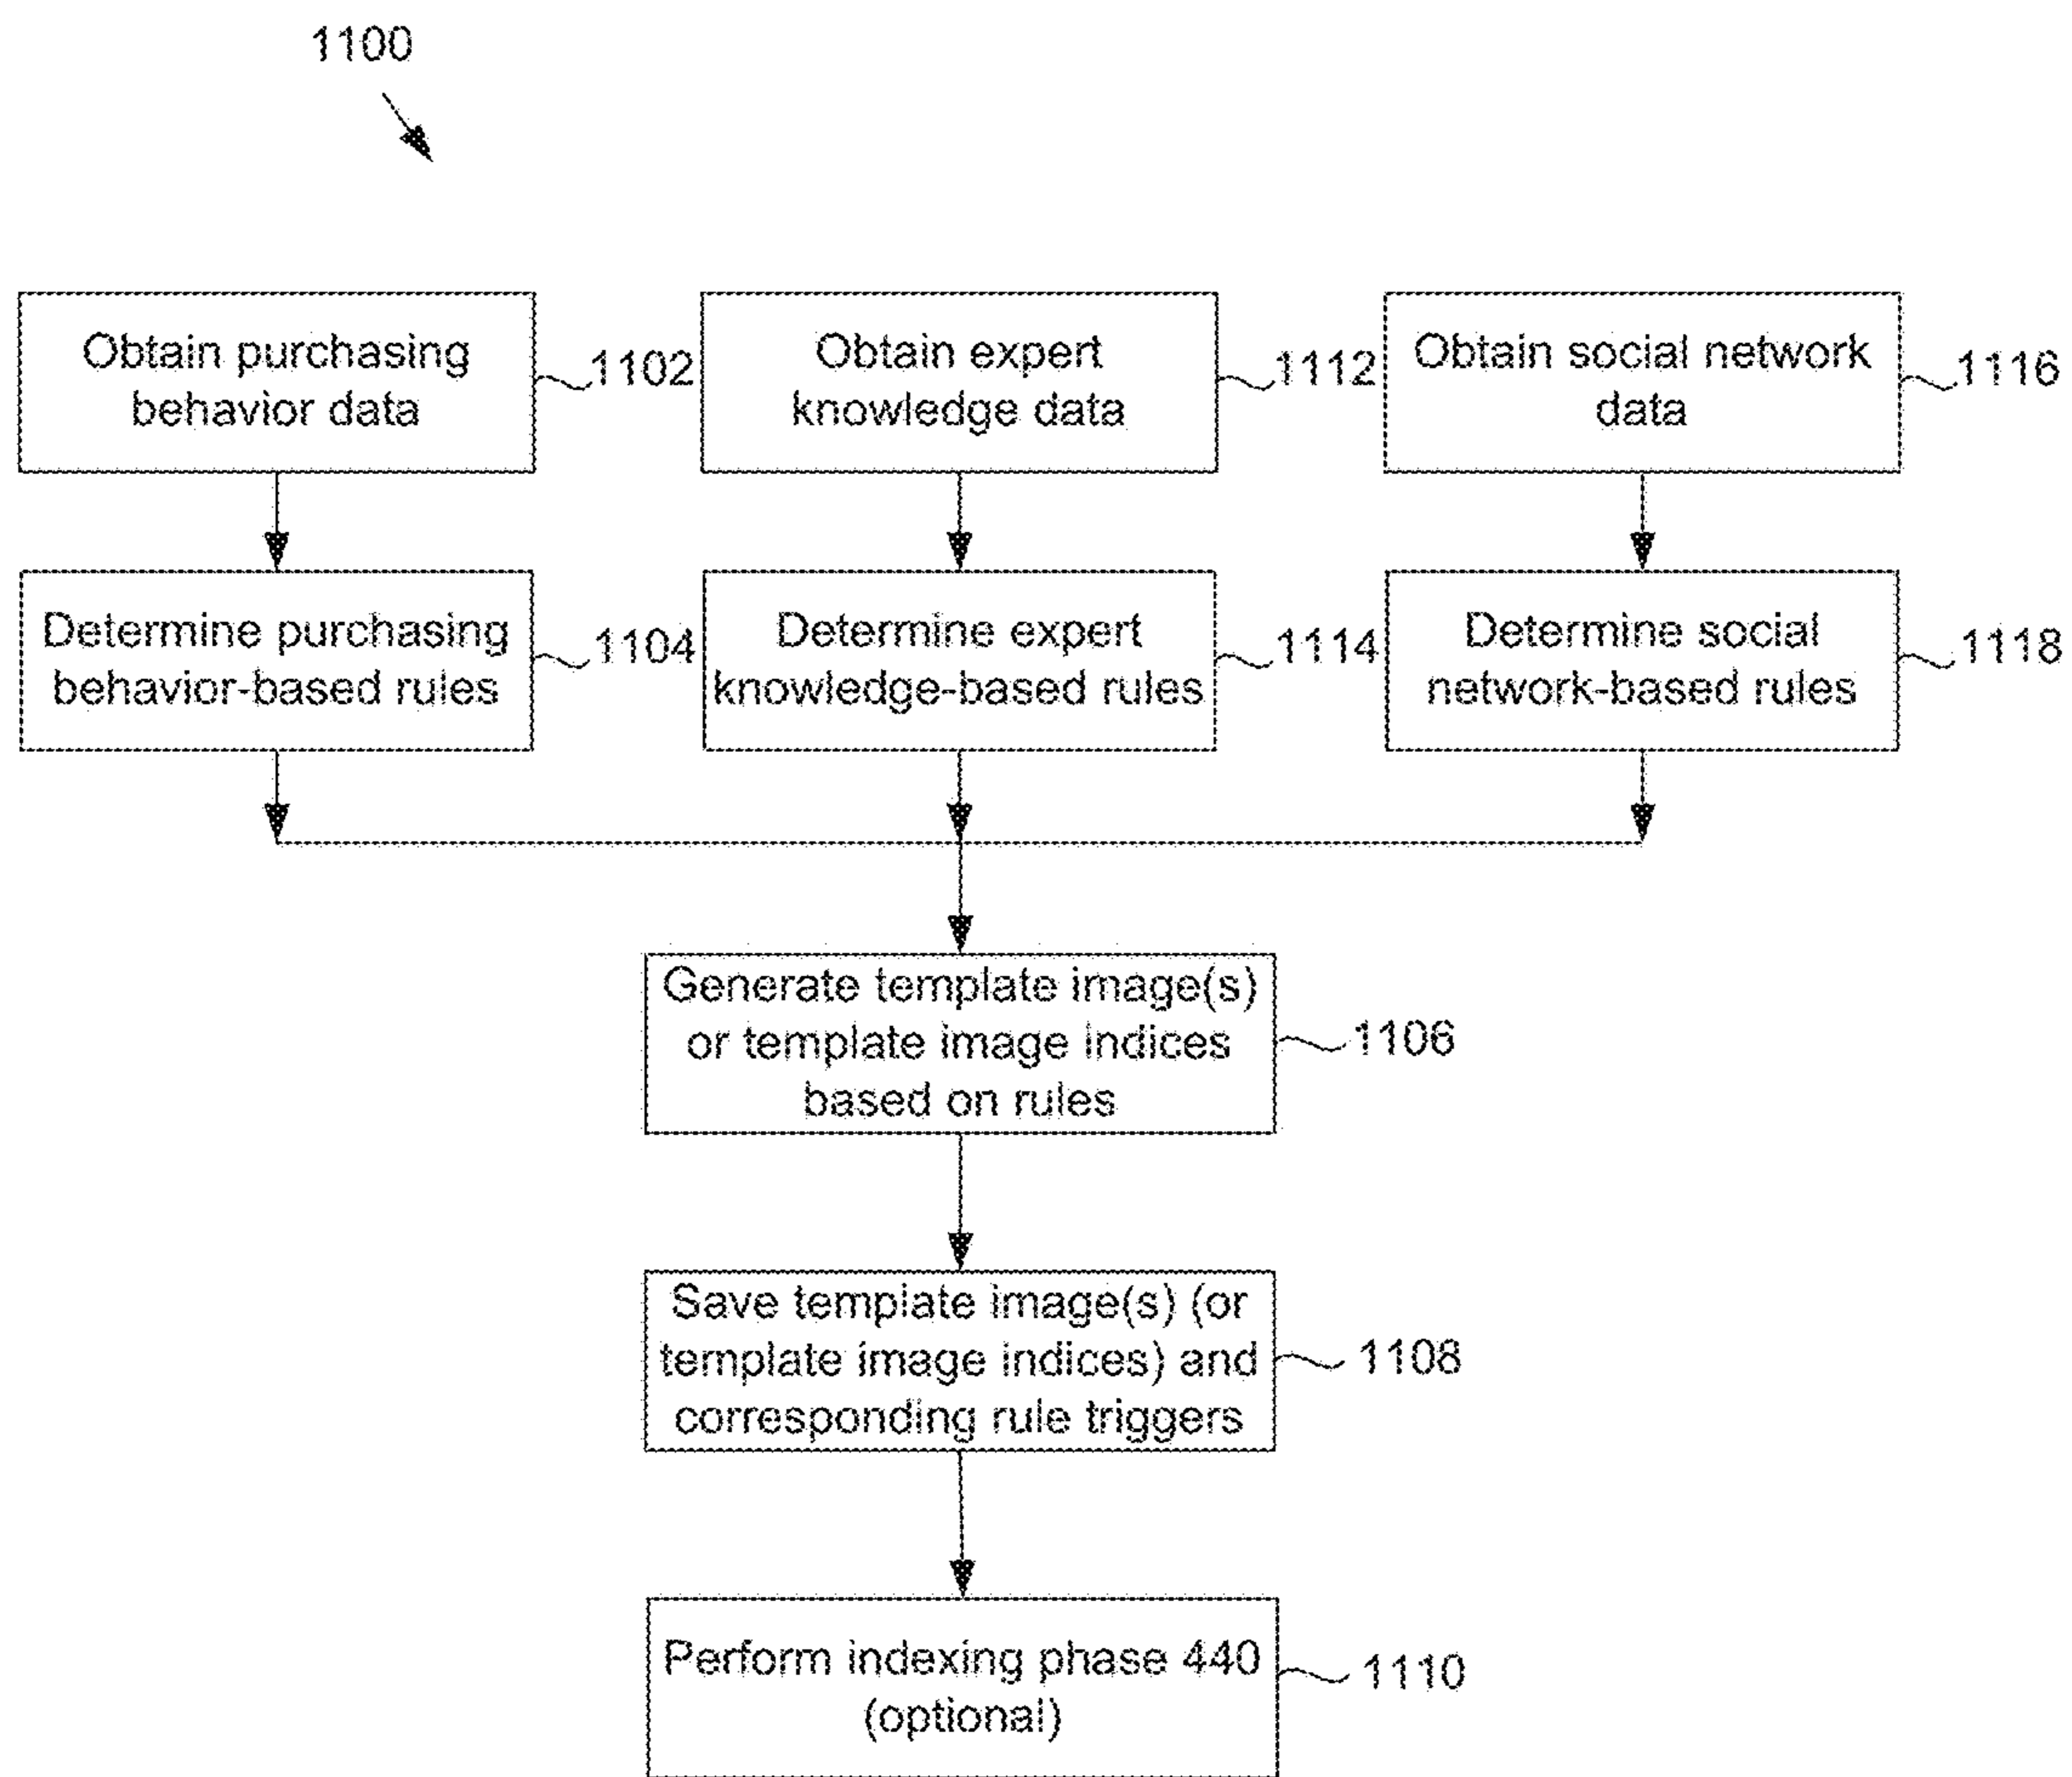 1100
Obtain purchasing
behavior data
1102
Obtain expert
knowledge data
1112
Obtain social network
data
1116
Determine purchasing
behavior-based rules
1104
Determine expert
knowledge-based rules
1114
Determine social
network-based rules
1118
Generate template image(s)
or template image indices
based on rules
1106
Save template image(s) (or
template image indices) and
corresponding rule triggers
1108
Perform indexing phase 440
(optional)
1110